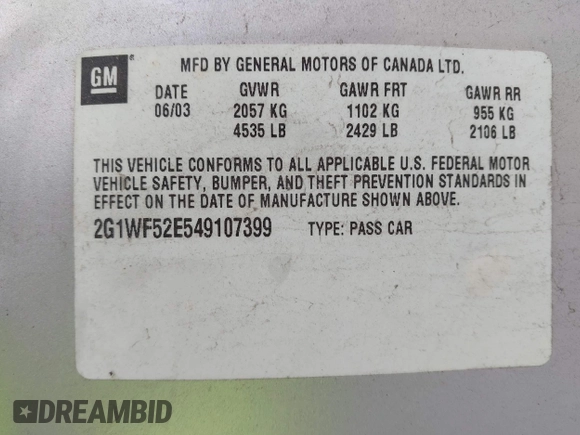 GM
MFD BY GENERAL MOTORS OF CANADA LTD.
DATE GVWR GAWR FRT GAWR RR
06/03 2057 KG 1102 KG 955 KG
4535 LB 2429 LB 2106 LB
THIS VEHICLE CONFORMS TO ALL APPLICABLE U.S. FEDERAL MOTOR
VEHICLE SAFETY, BUMPER, AND THEFT PREVENTION STANDARDS IN
EFFECT ON THE DATE OF MANUFACTURE SHOWN ABOVE.
2G1WF52E549107399 TYPE: PASS CAR
DREAMBID